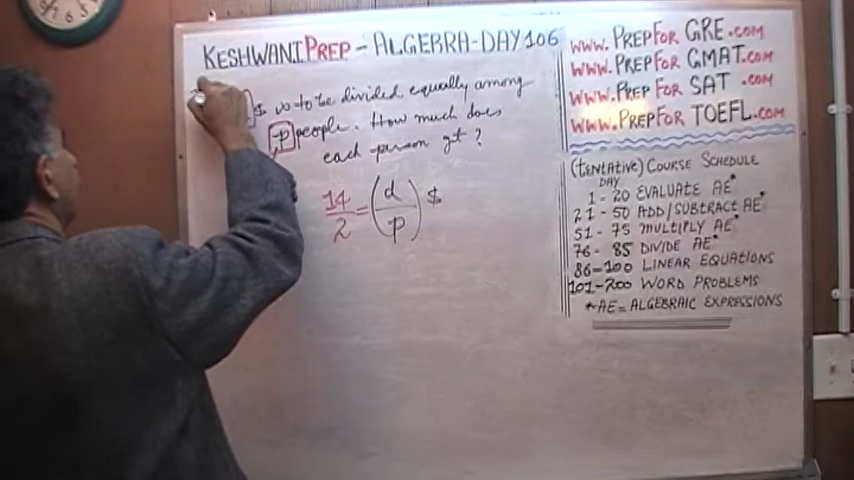 KESHWANI PREP - ALGEBRA - DAY 106
$ is to be divided equally among
p people. How much does
each person get ?
14/2 = (d/p) $
www. PREPFOR GRE .com
www. PREPFOR GMAT.com
www. PREPFOR SAT .com
www. PREPFOR TOEFL.com
(TENTATIVE) COURSE SCHEDULE
DAY
1 - 20 EVALUATE AE*
21 - 50 ADD/SUBTRACT AE*
51 - 75 MULTIPLY AE*
76 - 85 DIVIDE AE*
86-100 LINEAR EQUATIONS
101-200 WORD PROBLEMS
*AE= ALGEBRAIC EXPRESSIONS